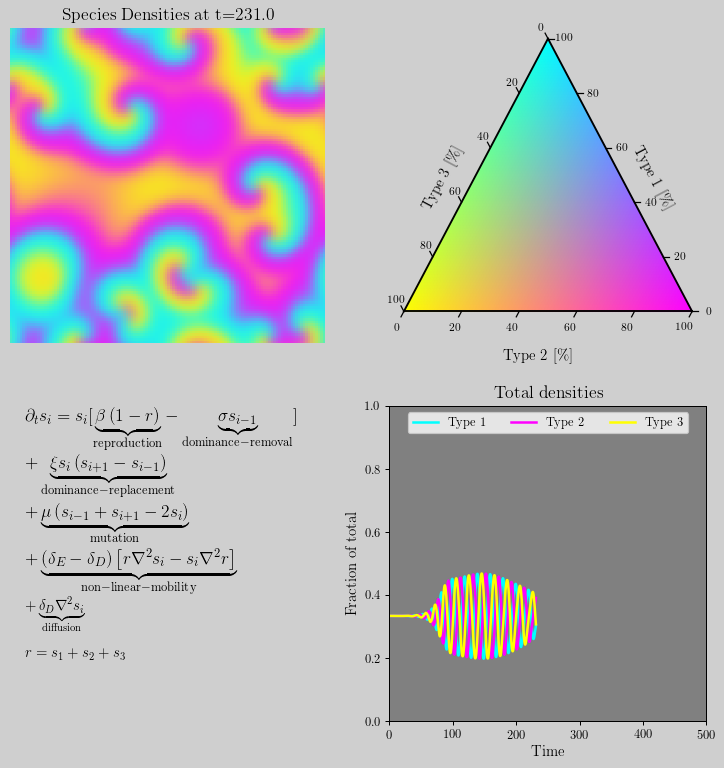 Species Densities at t=231.0
0
100
20
80
40
60
Type 3 [%]
Type 1 [%]
60
40
80
20
100
0
0
20
40
60
80
100
Type 2 [%]
∂ₜsᵢ = sᵢ[ β (1 − r) − σsᵢ₋₁ ]
reproduction
dominance−removal
+ ξsᵢ (sᵢ₊₁ − sᵢ₋₁)
dominance−replacement
+ μ (sᵢ₋₁ + sᵢ₊₁ − 2sᵢ)
mutation
+ (δ_E − δ_D) [r∇²sᵢ − sᵢ∇²r]
non−linear−mobility
+ δ_D∇²sᵢ
diffusion
r = s₁ + s₂ + s₃
Total densities
1.0
Type 1
Type 2
Type 3
0.8
0.6
0.4
0.2
0.0
Fraction of total
0
100
200
300
400
500
Time